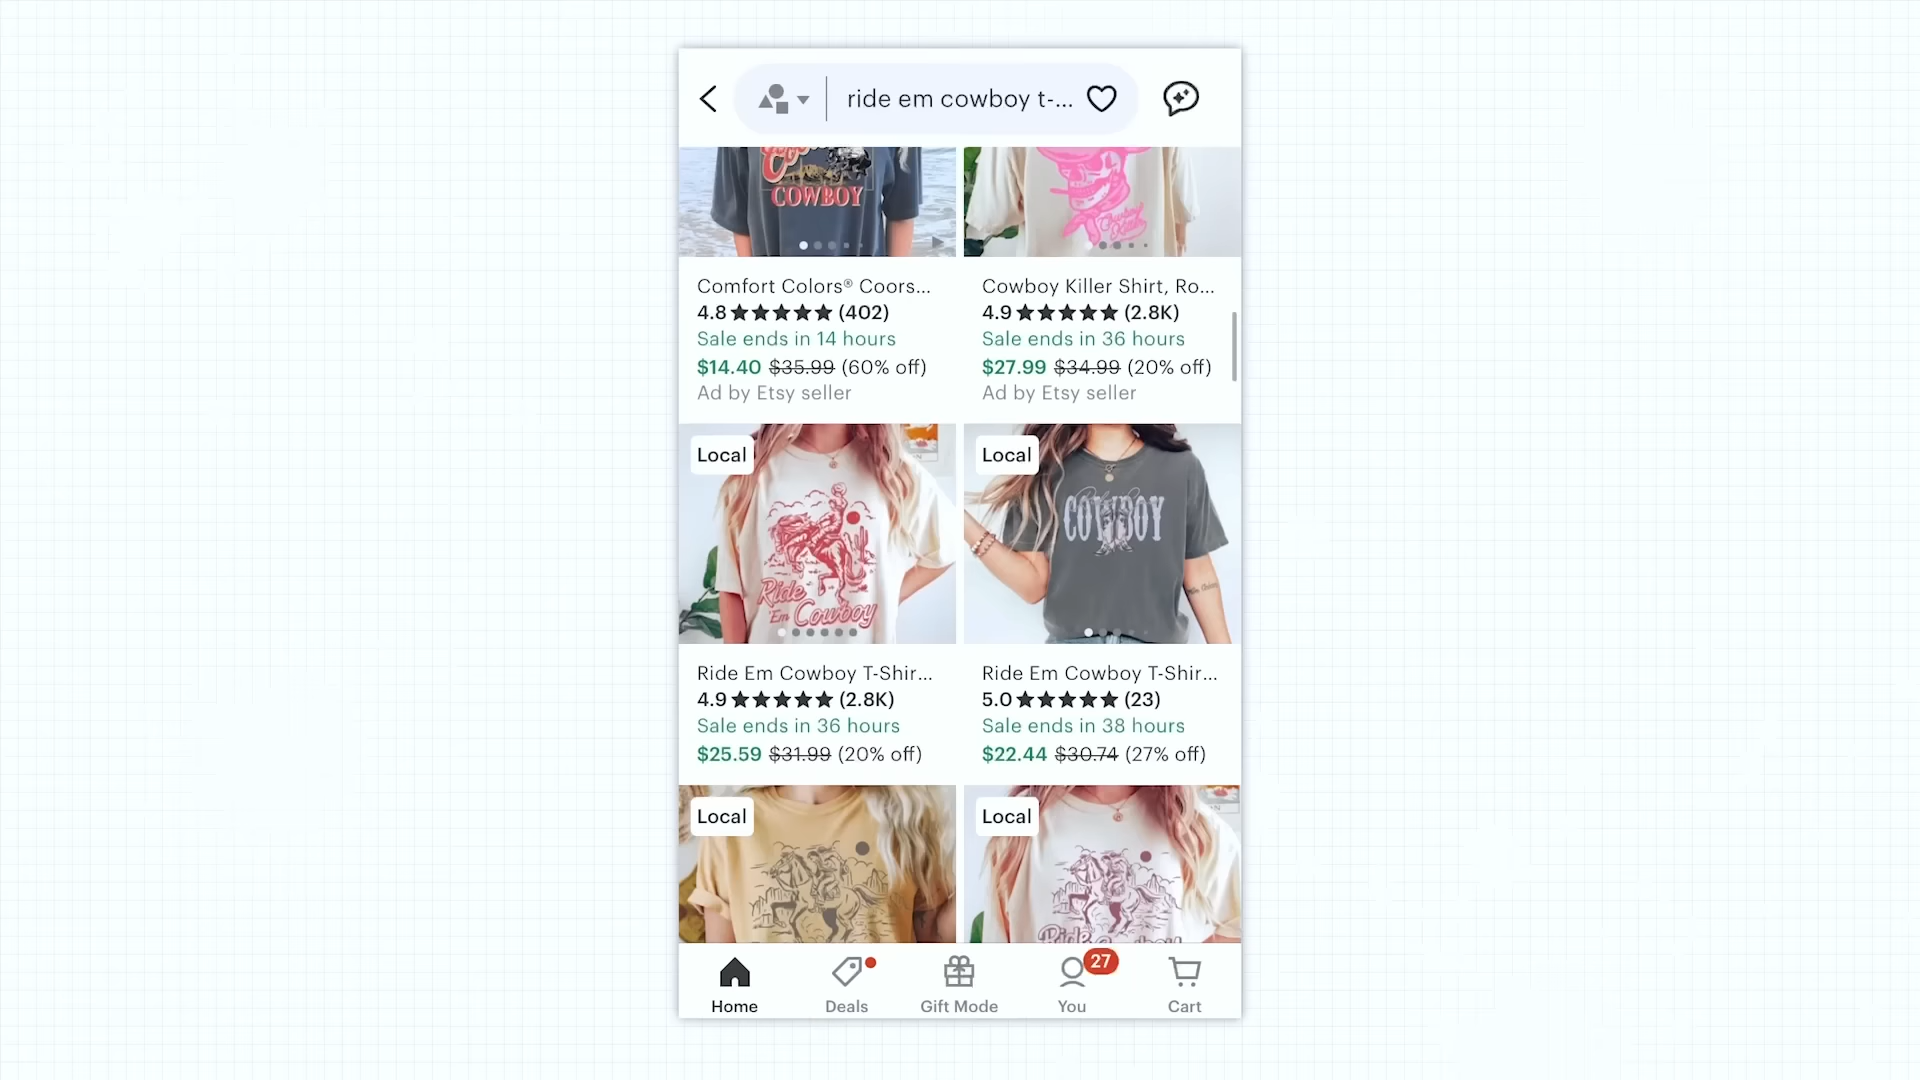 ride em cowboy t-...
COWBOY
Comfort Colors® Coors...
4.8 (402)
Sale ends in 14 hours
$14.40 $35.99 (60% off)
Ad by Etsy seller
Cowboy Killer Shirt, Ro...
4.9 (2.8K)
Sale ends in 36 hours
$27.99 $34.99 (20% off)
Ad by Etsy seller
Local
Ride
'Em Cowboy
Local
COWBOY
Ride Em Cowboy T-Shir...
4.9 (2.8K)
Sale ends in 36 hours
$25.59 $31.99 (20% off)
Ride Em Cowboy T-Shir...
5.0 (23)
Sale ends in 38 hours
$22.44 $30.74 (27% off)
Local
Local
Ride
Home
Deals
Gift Mode
27
You
Cart